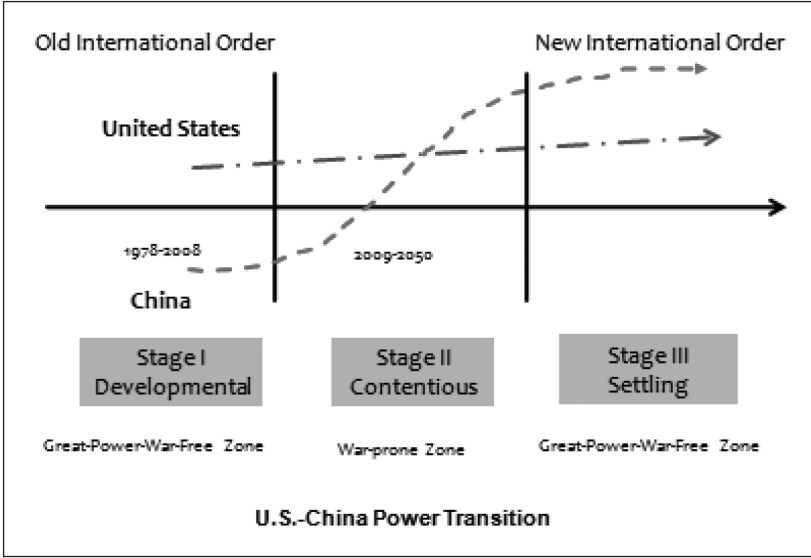 Old International Order
New International Order
United States
1978-2008
2009-2050
China
Stage I
Developmental
Stage II
Contentious
Stage III
Settling
Great-Power-War-Free Zone
War-prone Zone
Great-Power-War-Free Zone
U.S.-China Power Transition